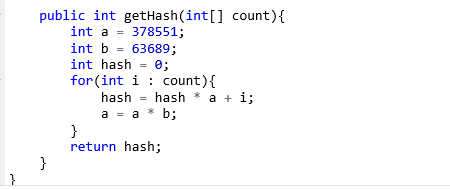 public int getHash(int[] count){
int a = 378551;
int b = 63689;
int hash = 0;
for(int i : count){
hash = hash * a + i;
a = a * b;
}
return hash;
}
}